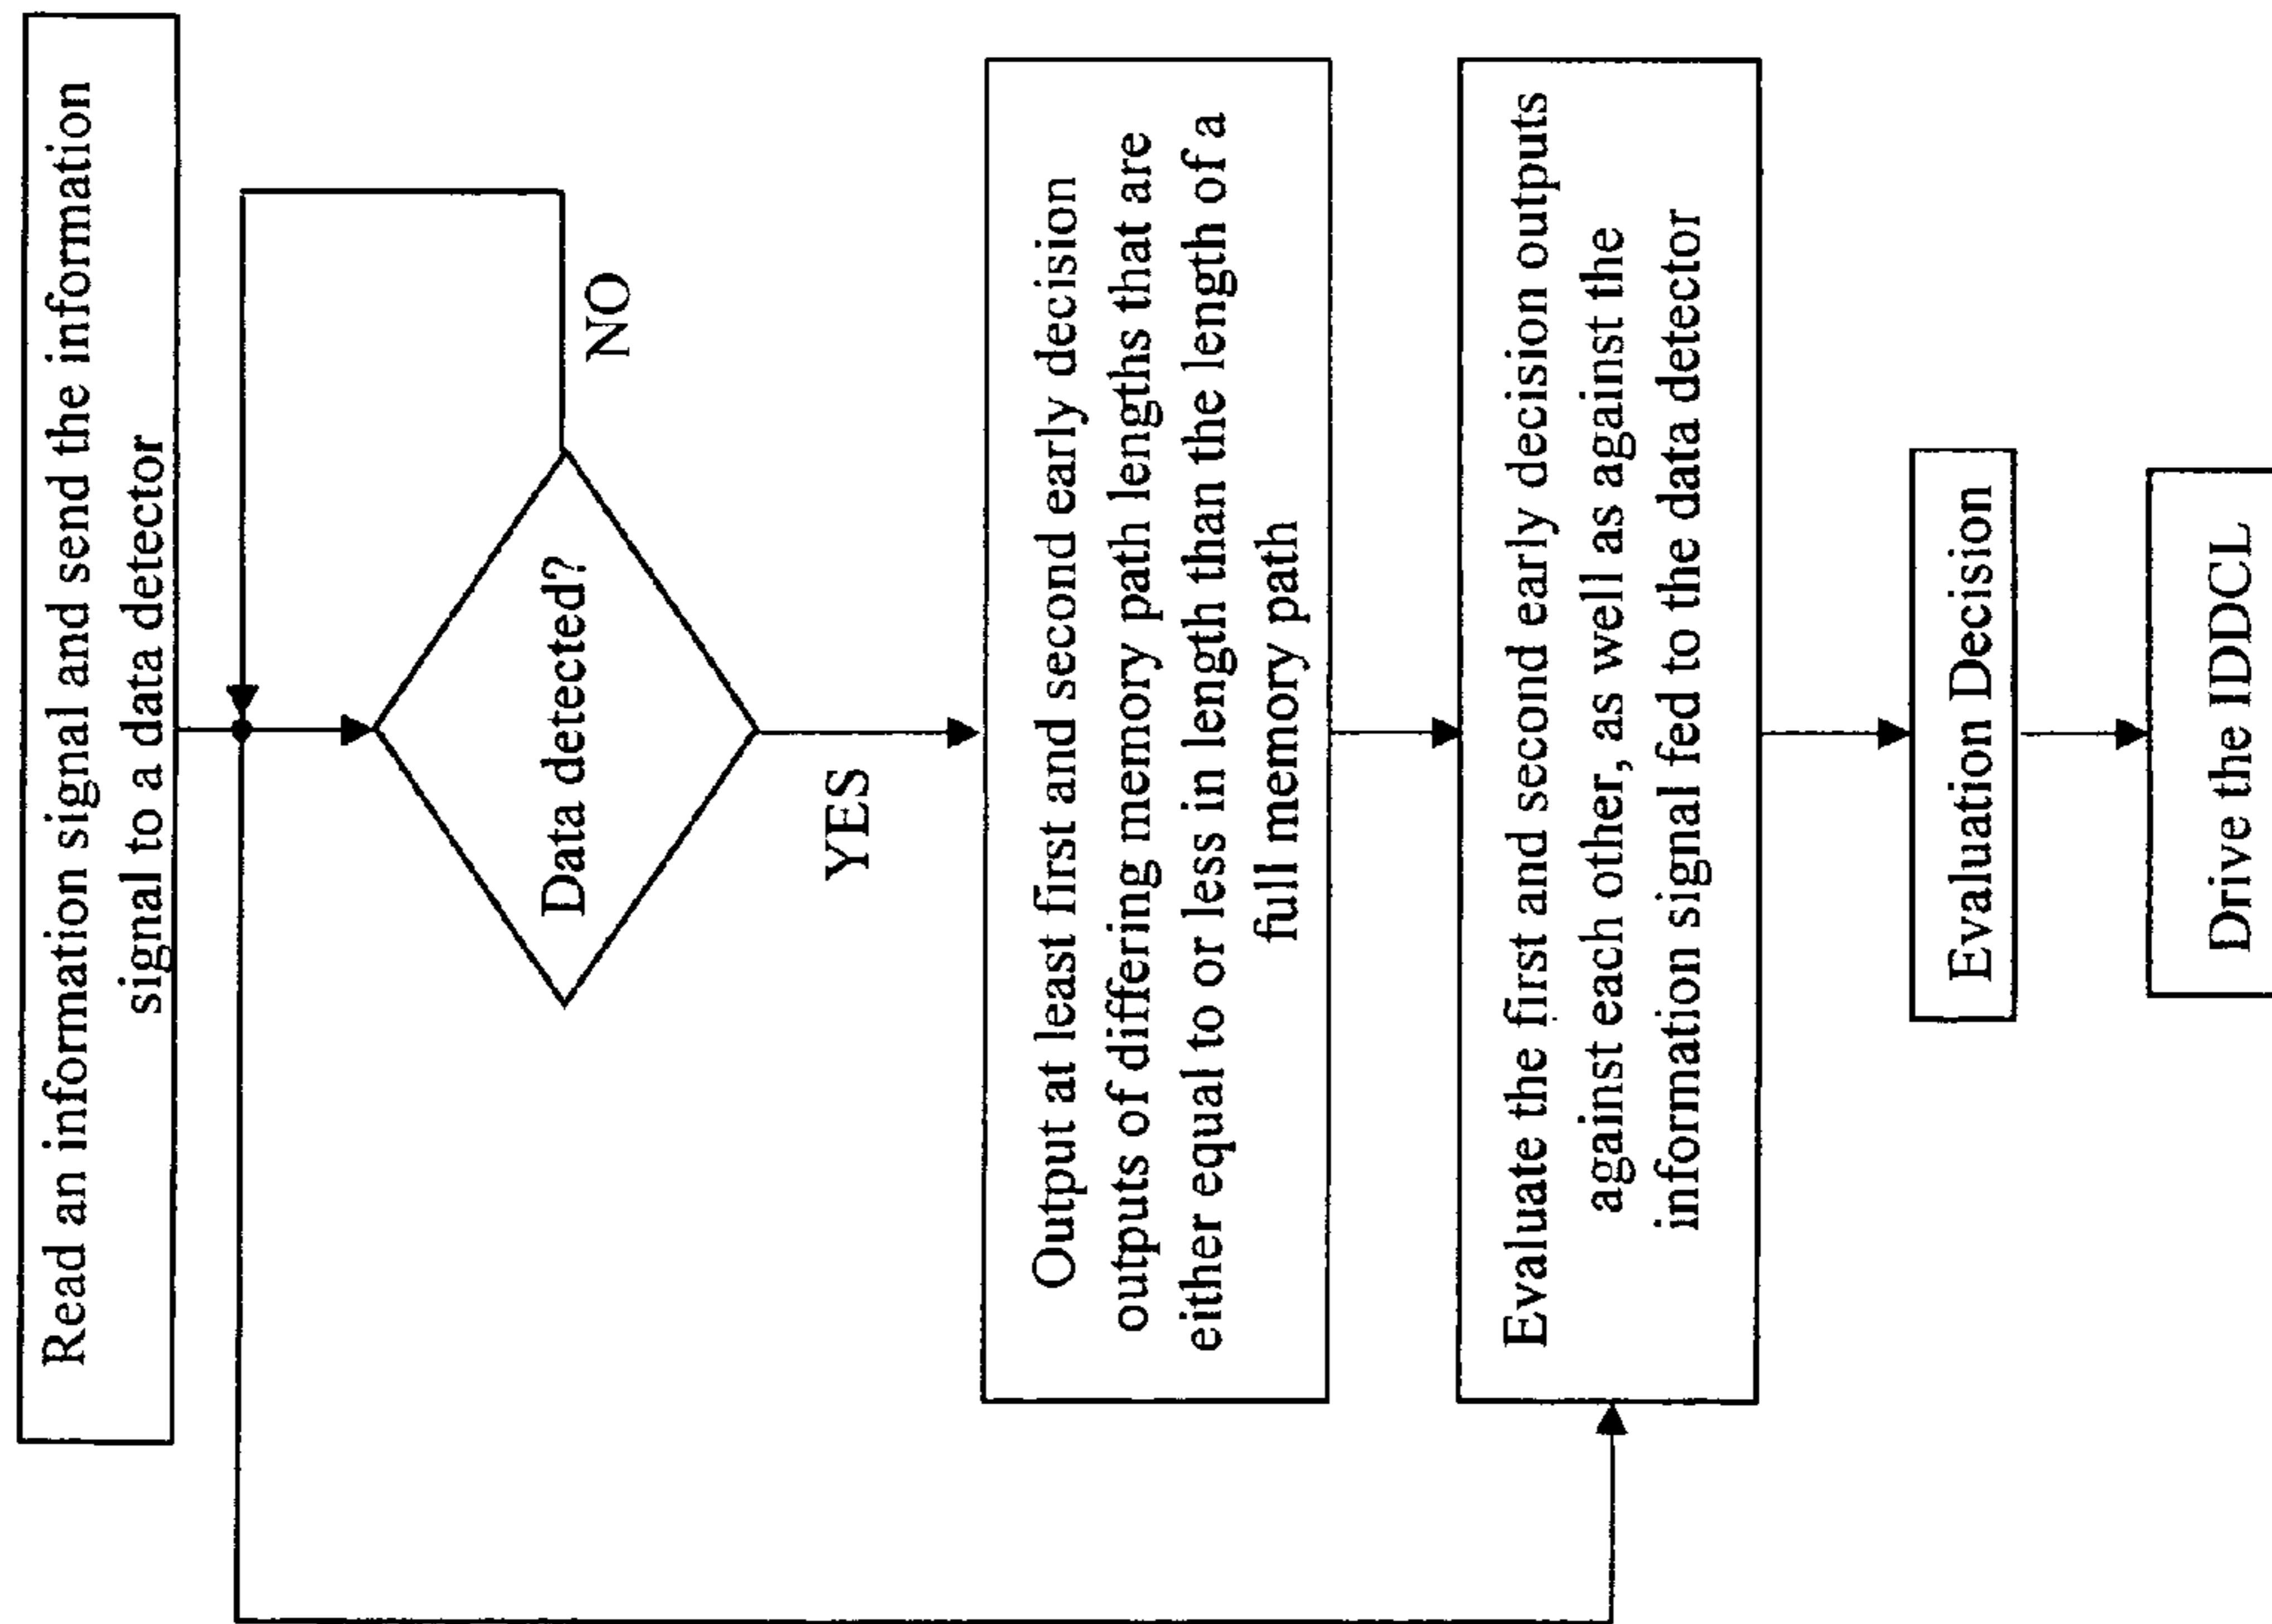 Read an information signal and send the information
signal to a data detector
Data detected?
NO
YES
Output at least first and second early decision
outputs of differing memory path lengths that are
either equal to or less in length than the length of a
full memory path
Evaluate the first and second early decision outputs
against each other, as well as against the
information signal fed to the data detector
Evaluation Decision
Drive the IDDCL